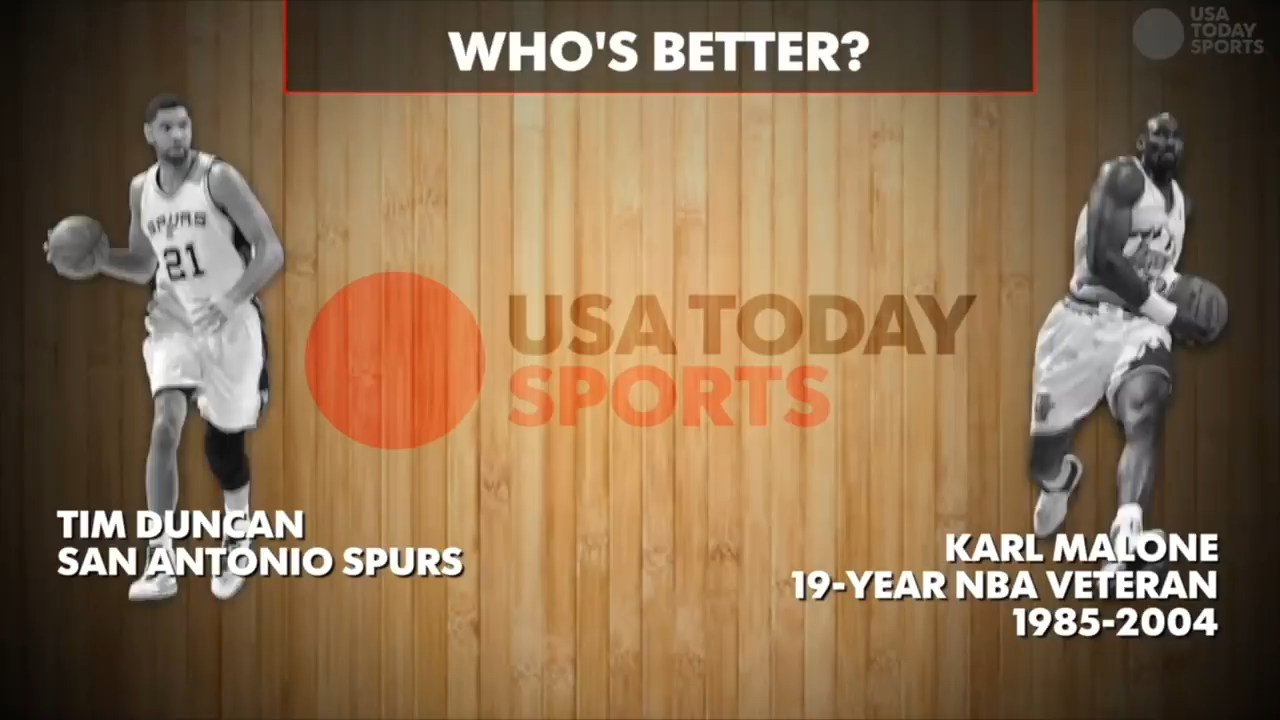 WHO'S BETTER?
USA
TODAY
SPORTS
SPURS
21
USA TODAY
SPORTS
TIM DUNCAN
SAN ANTONIO SPURS
KARL MALONE
19-YEAR NBA VETERAN
1985-2004